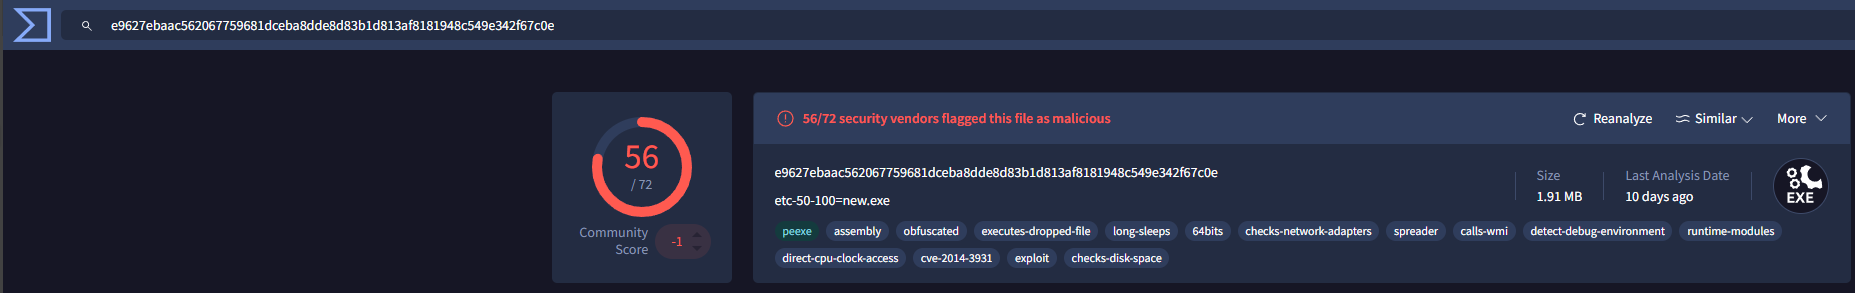 e9627ebaac562067759681dceba8dde8d83b1d813af8181948c549e342f67c0e
56
/ 72
Community
Score
-1
56/72 security vendors flagged this file as malicious
Reanalyze
Similar
More
e9627ebaac562067759681dceba8dde8d83b1d813af8181948c549e342f67c0e
etc-50-100=new.exe
Size
1.91 MB
Last Analysis Date
10 days ago
EXE
peexe assembly obfuscated executes-dropped-file long-sleeps 64bits checks-network-adapters spreader calls-wmi detect-debug-environment runtime-modules
direct-cpu-clock-access cve-2014-3931 exploit checks-disk-space